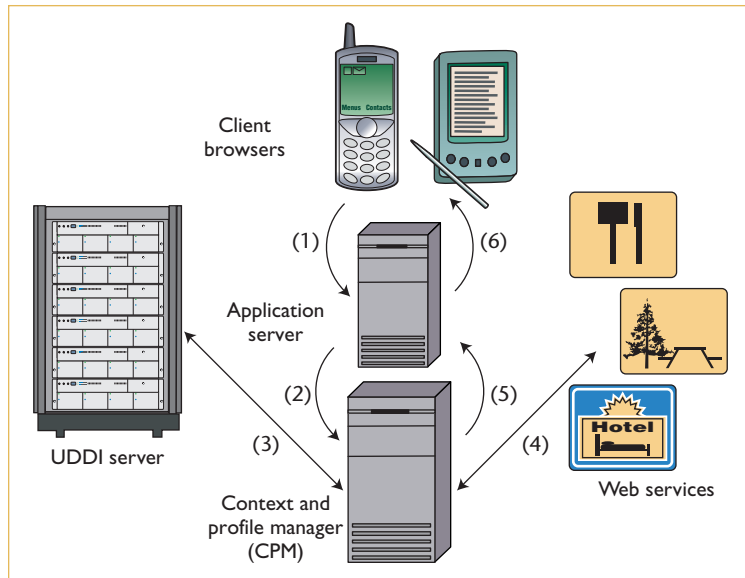 Menus Contacts
Client
browsers
(1)
(6)
Application
server
(2)
(5)
Hotel
(3)
(4)
UDDI server
Web services
Context and
profile manager
(CPM)